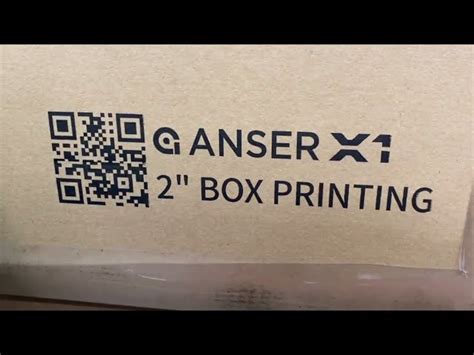 ANSER X1
2" BOX PRINTING